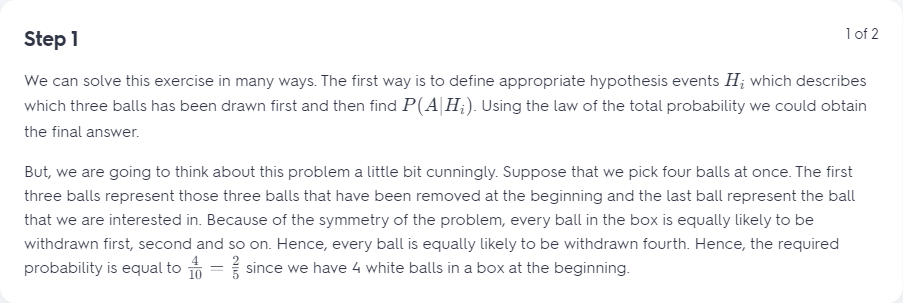 Step 1
1 of 2
We can solve this exercise in many ways. The first way is to define appropriate hypothesis events H_i which describes
which three balls has been drawn first and then find P(A|H_i). Using the law of the total probability we could obtain
the final answer.
But, we are going to think about this problem a little bit cunningly. Suppose that we pick four balls at once. The first
three balls represent those three balls that have been removed at the beginning and the last ball represent the ball
that we are interested in. Because of the symmetry of the problem, every ball in the box is equally likely to be
withdrawn first, second and so on. Hence, every ball is equally likely to be withdrawn fourth. Hence, the required
probability is equal to 4/10 = 2/5 since we have 4 white balls in a box at the beginning.